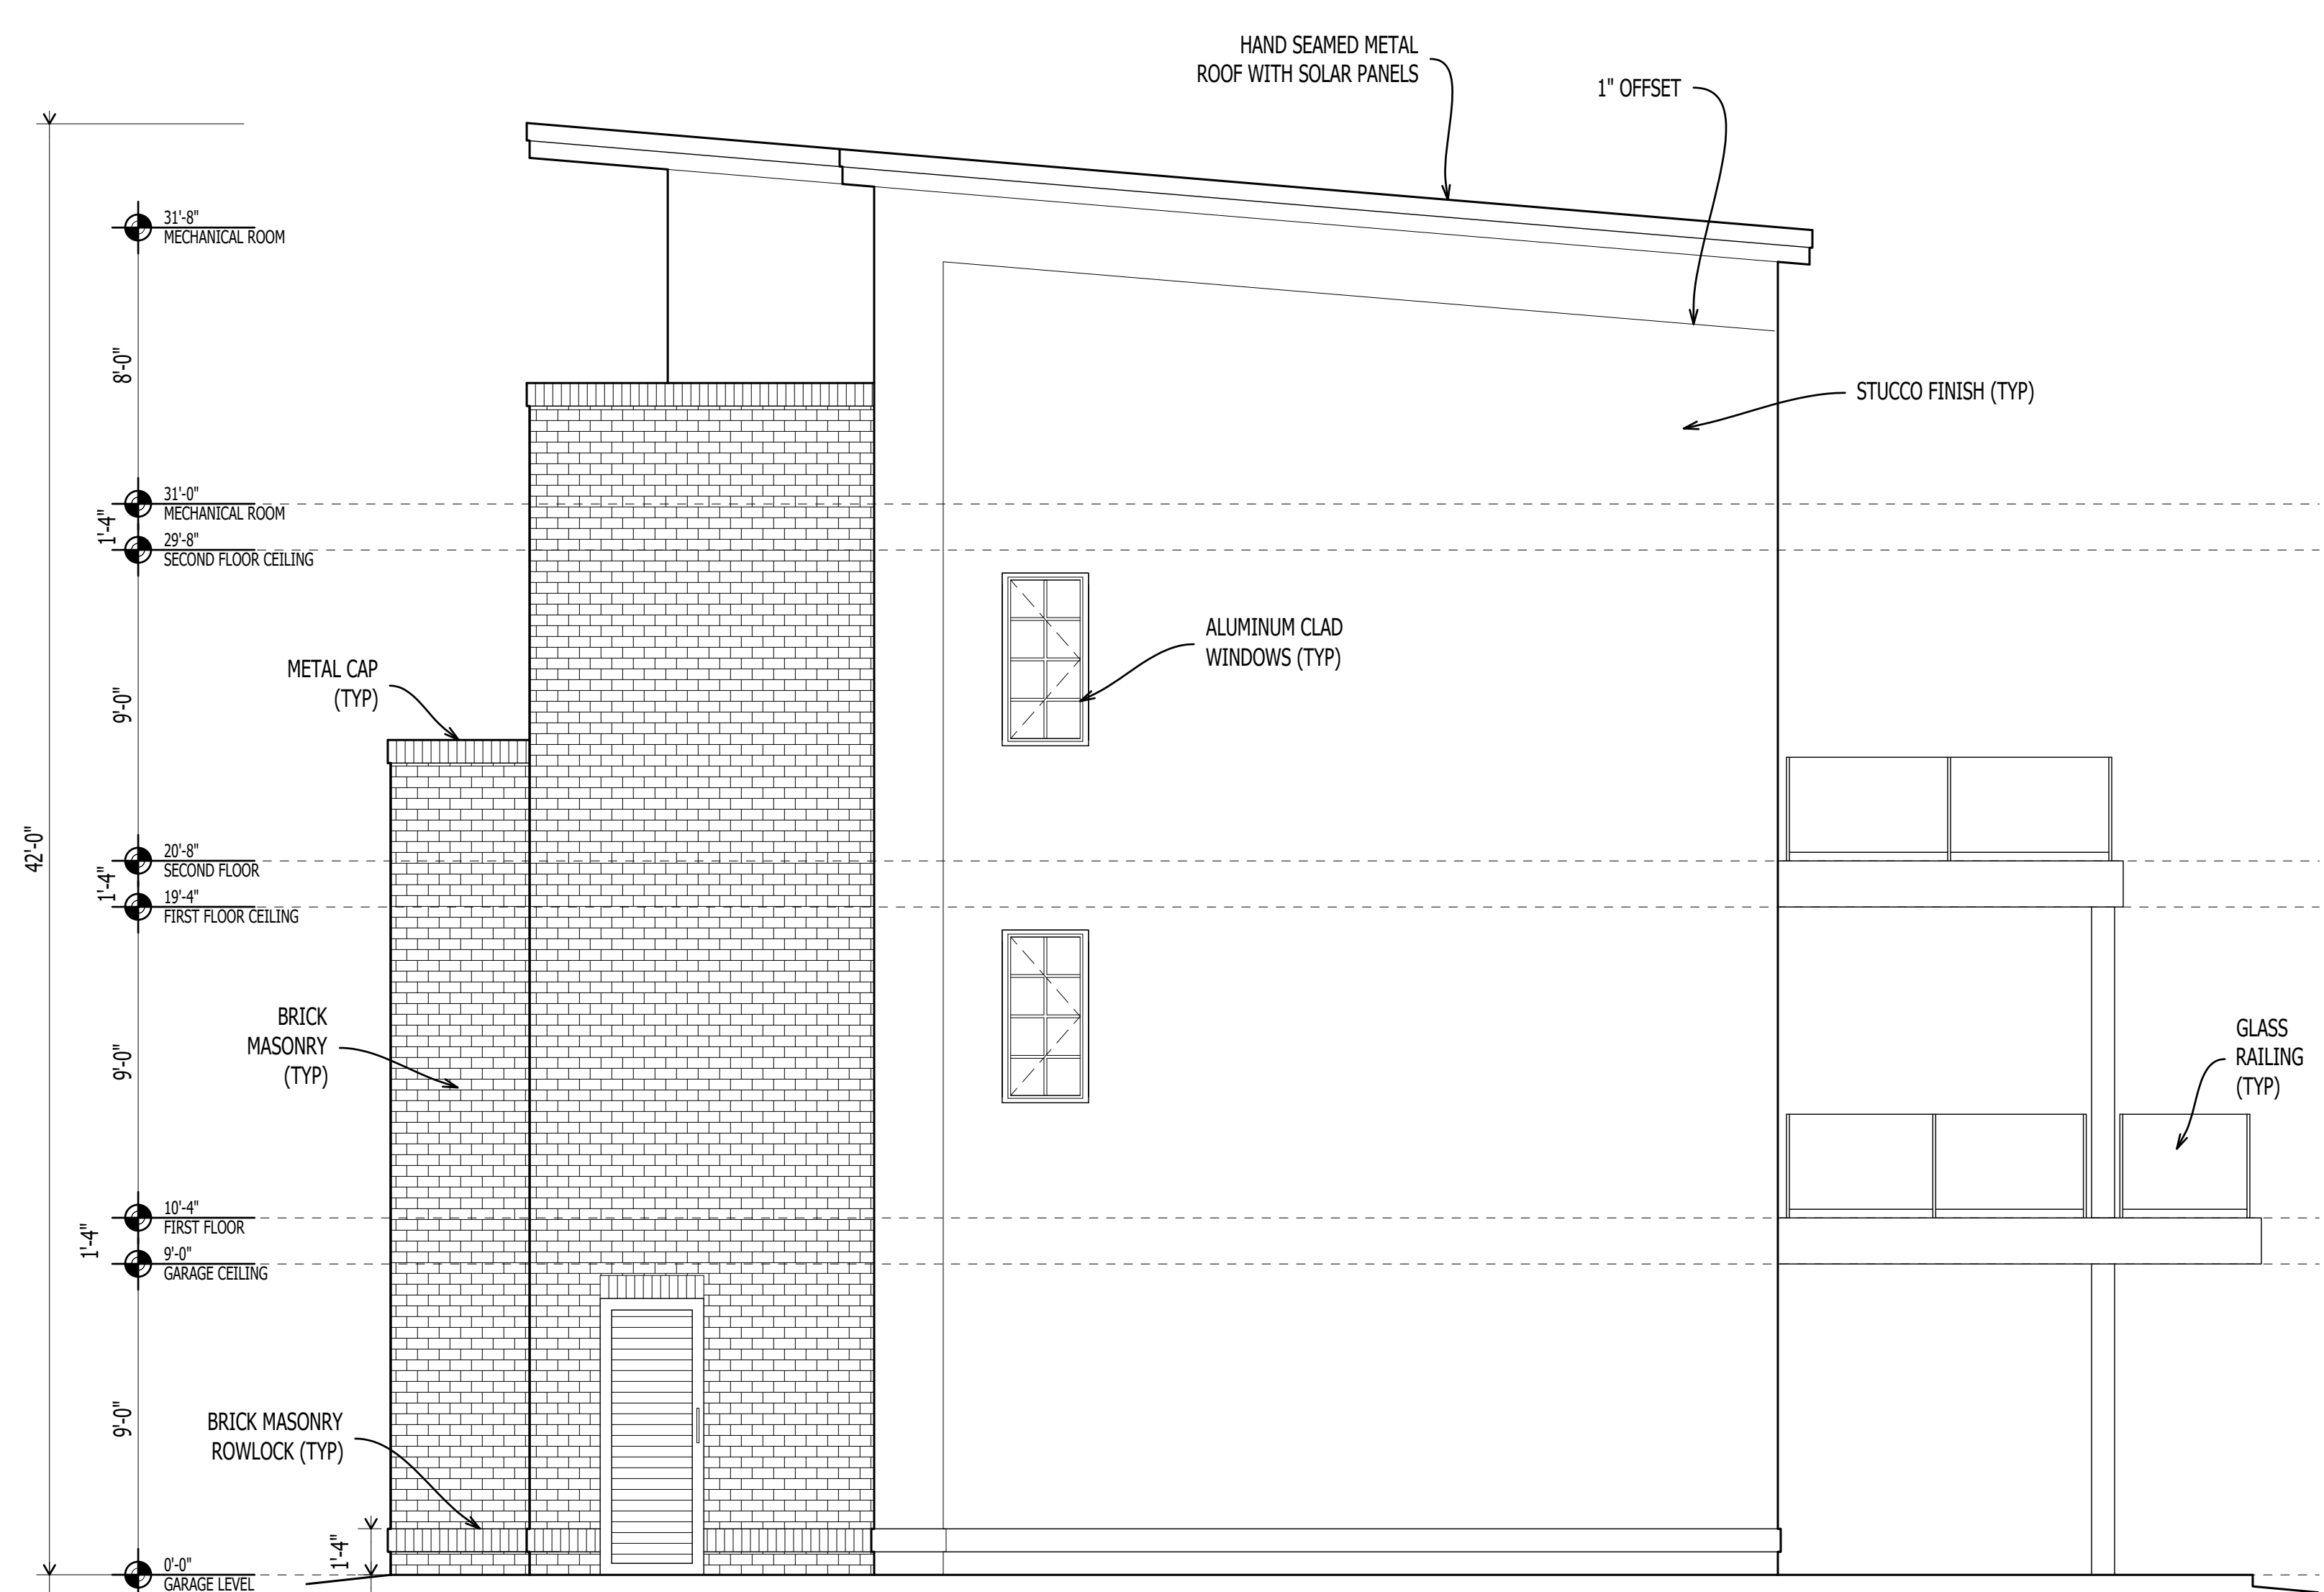 HAND SEAMED METAL
ROOF WITH SOLAR PANELS
1" OFFSET
31'-8"
MECHANICAL ROOM
8'-0"
STUCCO FINISH (TYP)
31'-0"
MECHANICAL ROOM
1'-4"
29'-8"
SECOND FLOOR CEILING
ALUMINUM CLAD
WINDOWS (TYP)
METAL CAP
(TYP)
9'-0"
42'-0"
20'-8"
SECOND FLOOR
1'-4"
19'-4"
FIRST FLOOR CEILING
BRICK
MASONRY
(TYP)
9'-0"
GLASS
RAILING
(TYP)
10'-4"
FIRST FLOOR
1'-4"
9'-0"
GARAGE CEILING
9'-0"
BRICK MASONRY
ROWLOCK (TYP)
1'-4"
0'-0"
GARAGE LEVEL